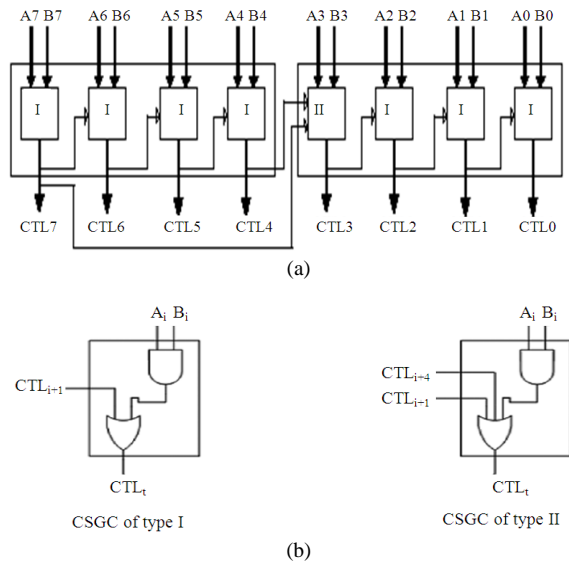 A7 B7 A6 B6 A5 B5 A4 B4 A3 B3 A2 B2 A1 B1 A0 B0
I I I I II I I I
CTL7 CTL6 CTL5 CTL4 CTL3 CTL2 CTL1 CTL0
(a)
Ai Bi Ai Bi
CTLi+4
CTLi+1 CTLi+1
CTLt CTLt
CSGC of type I CSGC of type II
(b)